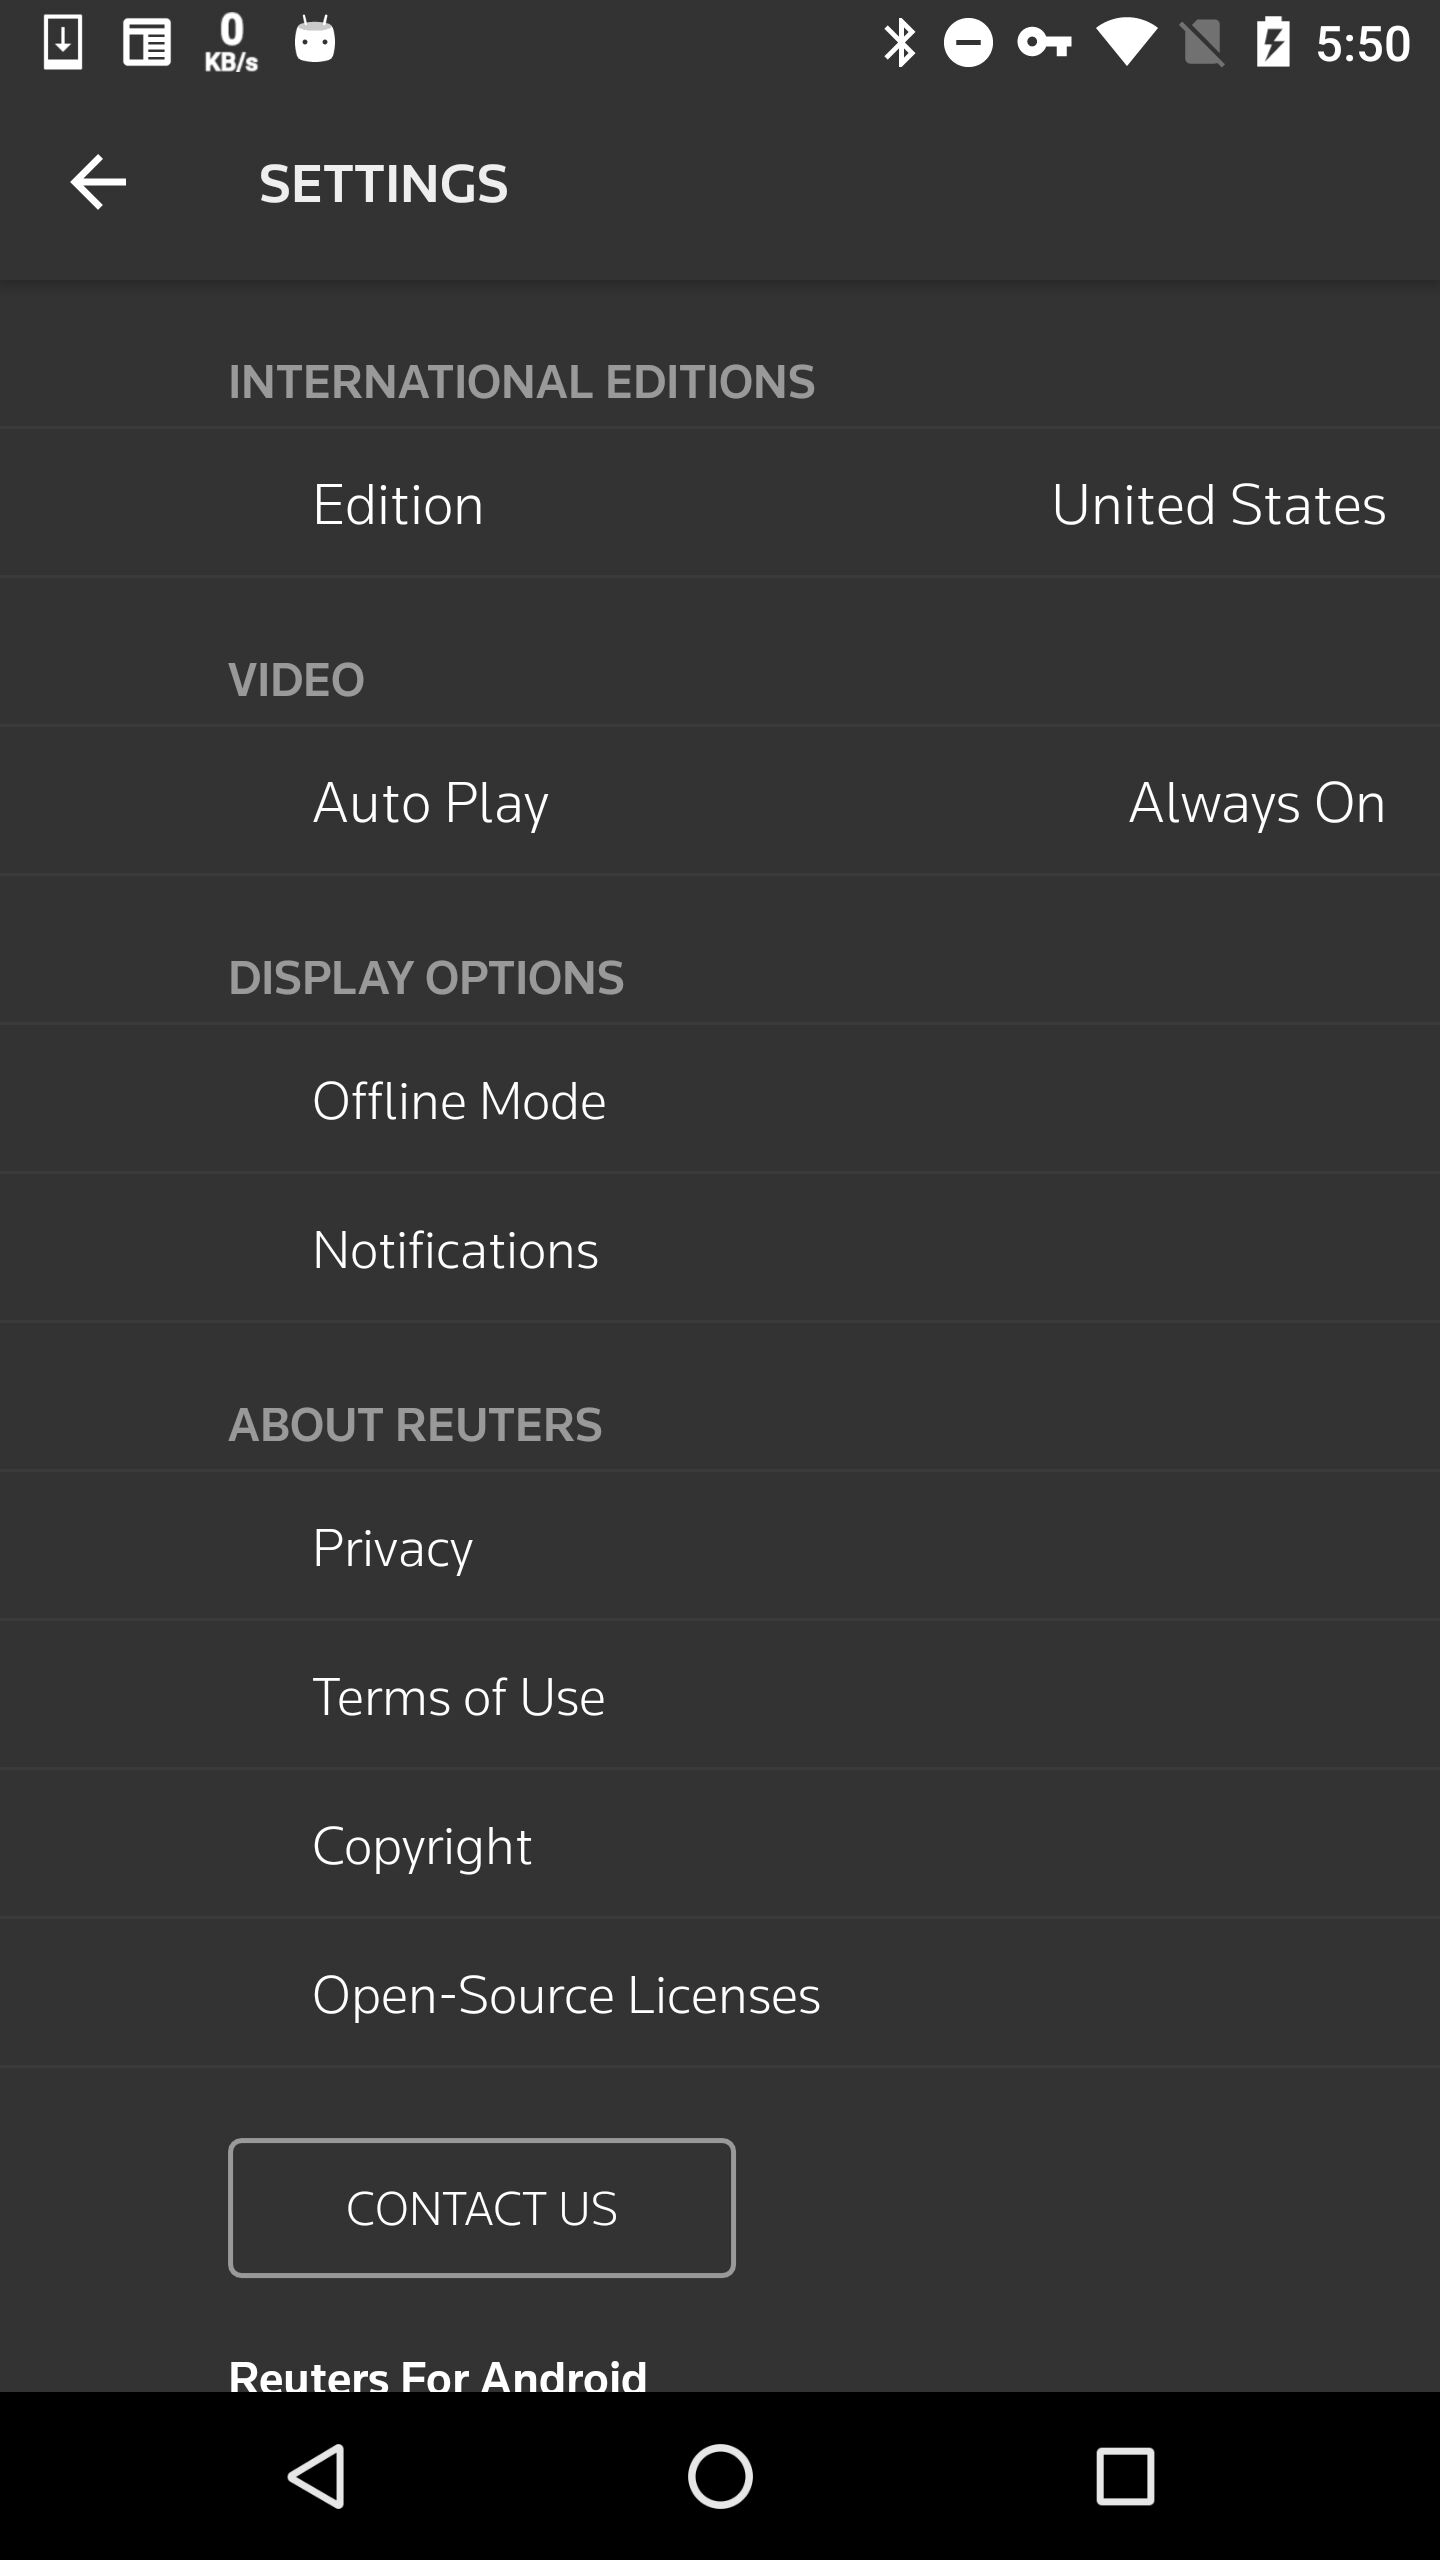 0
KB/s
5:50
SETTINGS
INTERNATIONAL EDITIONS
Edition United States
VIDEO
Auto Play Always On
DISPLAY OPTIONS
Offline Mode
Notifications
ABOUT REUTERS
Privacy
Terms of Use
Copyright
Open-Source Licenses
CONTACT US
Reuters For Android